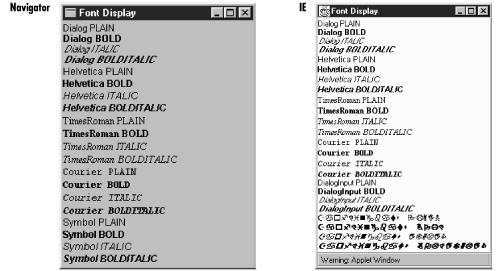 Navigator
Font Display
Dialog PLAIN
Dialog BOLD
Dialog ITALIC
Dialog BOLDITALIC
Helvetica PLAIN
Helvetica BOLD
Helvetica ITALIC
Helvetica BOLDITALIC
TimesRoman PLAIN
TimesRoman BOLD
TimesRoman ITALIC
TimesRoman BOLDITALIC
Courier PLAIN
Courier BOLD
Courier ITALIC
Courier BOLDITALIC
Symbol PLAIN
Symbol BOLD
Symbol ITALIC
Symbol BOLDITALIC
IE
Font Display
Dialog PLAIN
Dialog BOLD
Dialog ITALIC
Dialog BOLDITALIC
Helvetica PLAIN
Helvetica BOLD
Helvetica ITALIC
Helvetica BOLDITALIC
TimesRoman PLAIN
TimesRoman BOLD
TimesRoman ITALIC
TimesRoman BOLDITALIC
Courier PLAIN
Courier BOLD
Courier ITALIC
Courier BOLDITALIC
DialogInput PLAIN
DialogInput BOLD
DialogInput ITALIC
DialogInput BOLDITALIC
Warning: Applet Window